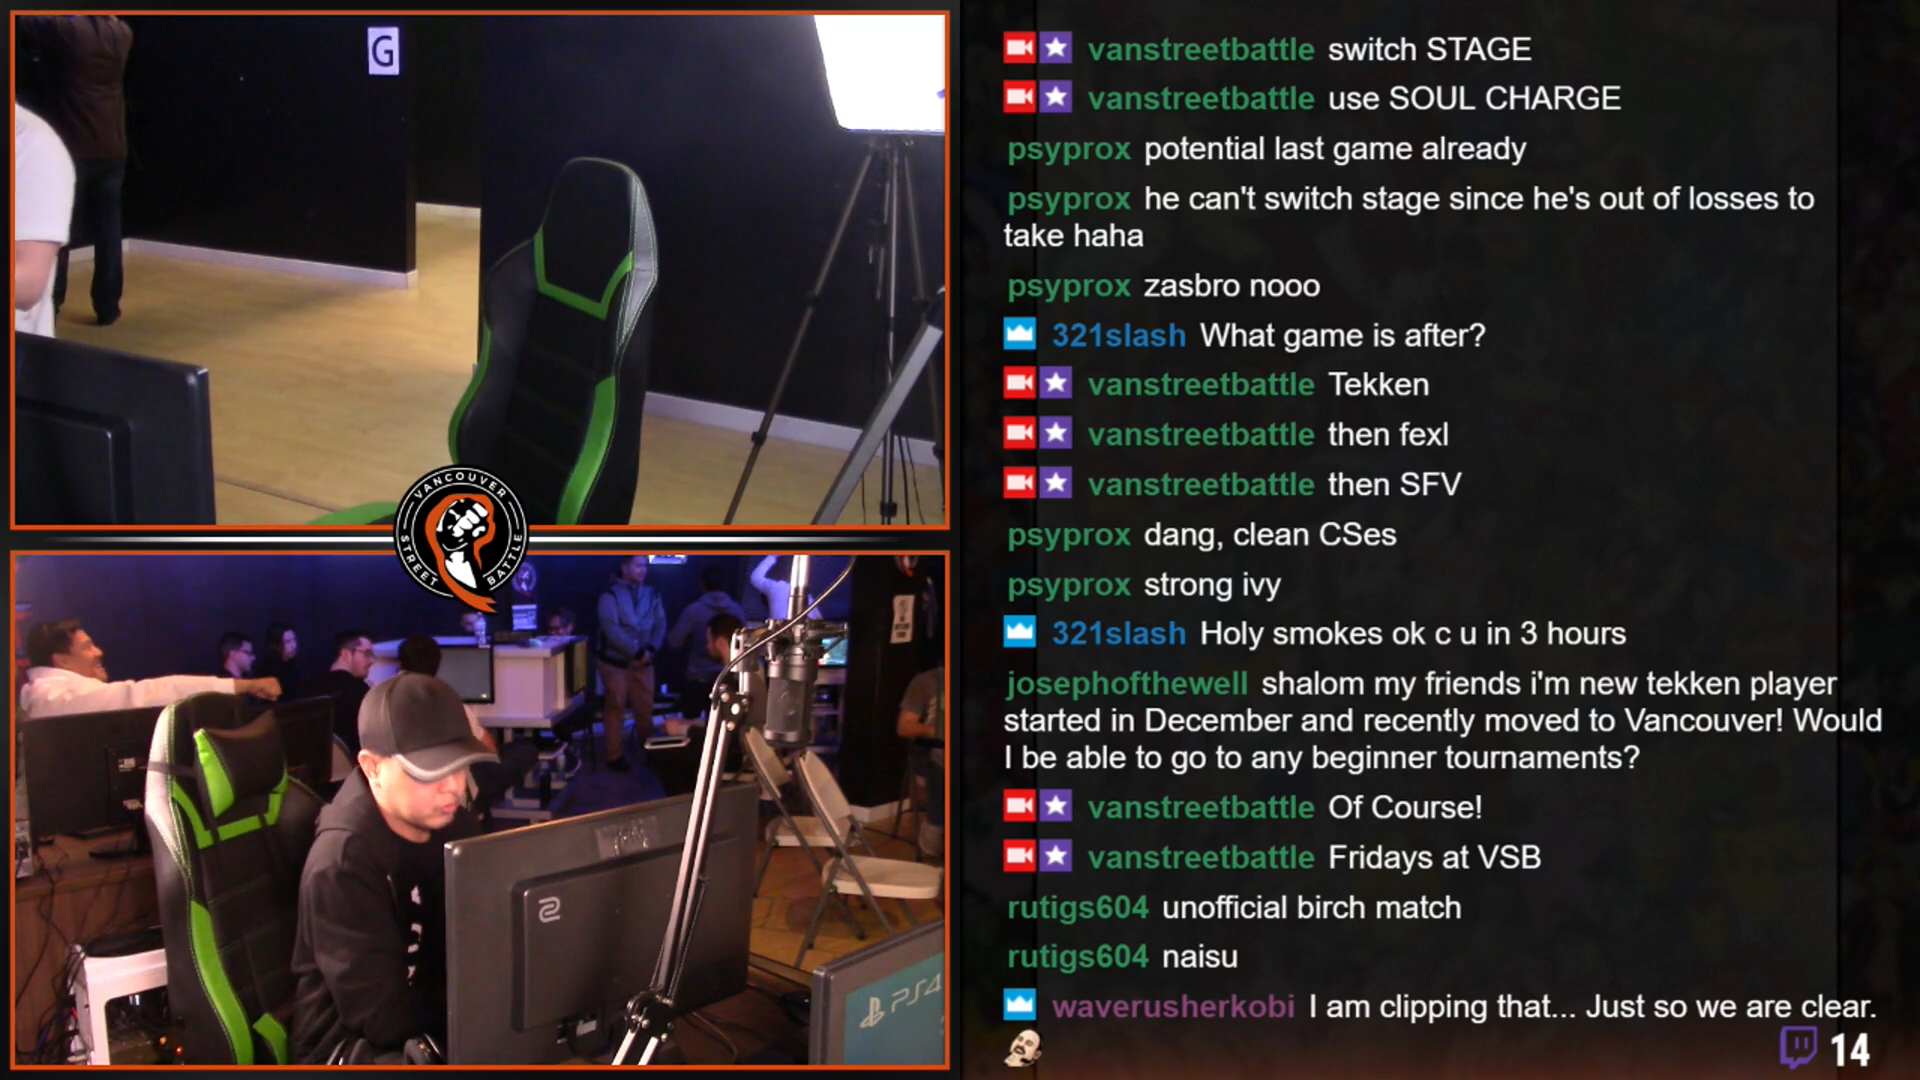 G
VANCOUVER
STREET
BATTLE
PS4
vanstreetbattle switch STAGE
vanstreetbattle use SOUL CHARGE
psyprox potential last game already
psyprox he can't switch stage since he's out of losses to
take haha
psyprox zasbro nooo
321slash What game is after?
vanstreetbattle Tekken
vanstreetbattle then fexl
vanstreetbattle then SFV
psyprox dang, clean CSes
psyprox strong ivy
321slash Holy smokes ok c u in 3 hours
josephofthewell shalom my friends i'm new tekken player
started in December and recently moved to Vancouver! Would
I be able to go to any beginner tournaments?
vanstreetbattle Of Course!
vanstreetbattle Fridays at VSB
rutigs604 unofficial birch match
rutigs604 naisu
waverusherkobi I am clipping that... Just so we are clear.
14